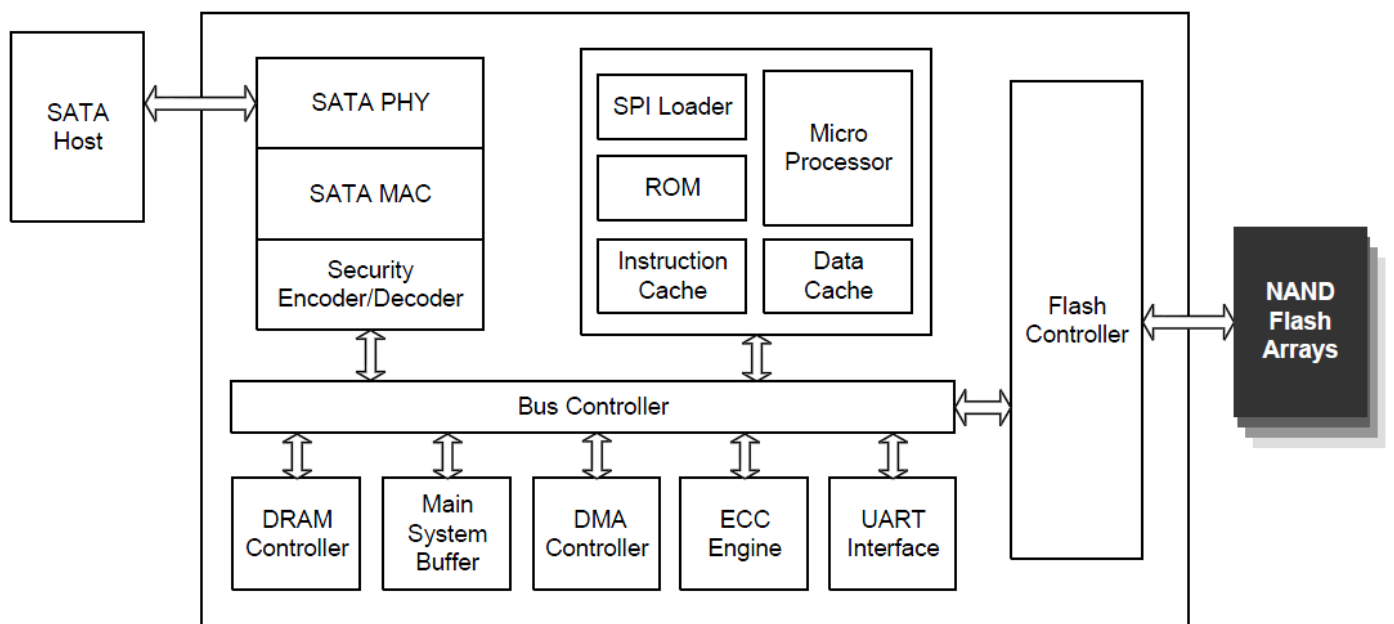 SATA
Host
SATA PHY
SATA MAC
Security
Encoder/Decoder
SPI Loader
ROM
Instruction
Cache
Micro
Processor
Data
Cache
Flash
Controller
NAND
Flash
Arrays
Bus Controller
DRAM
Controller
Main
System
Buffer
DMA
Controller
ECC
Engine
UART
Interface